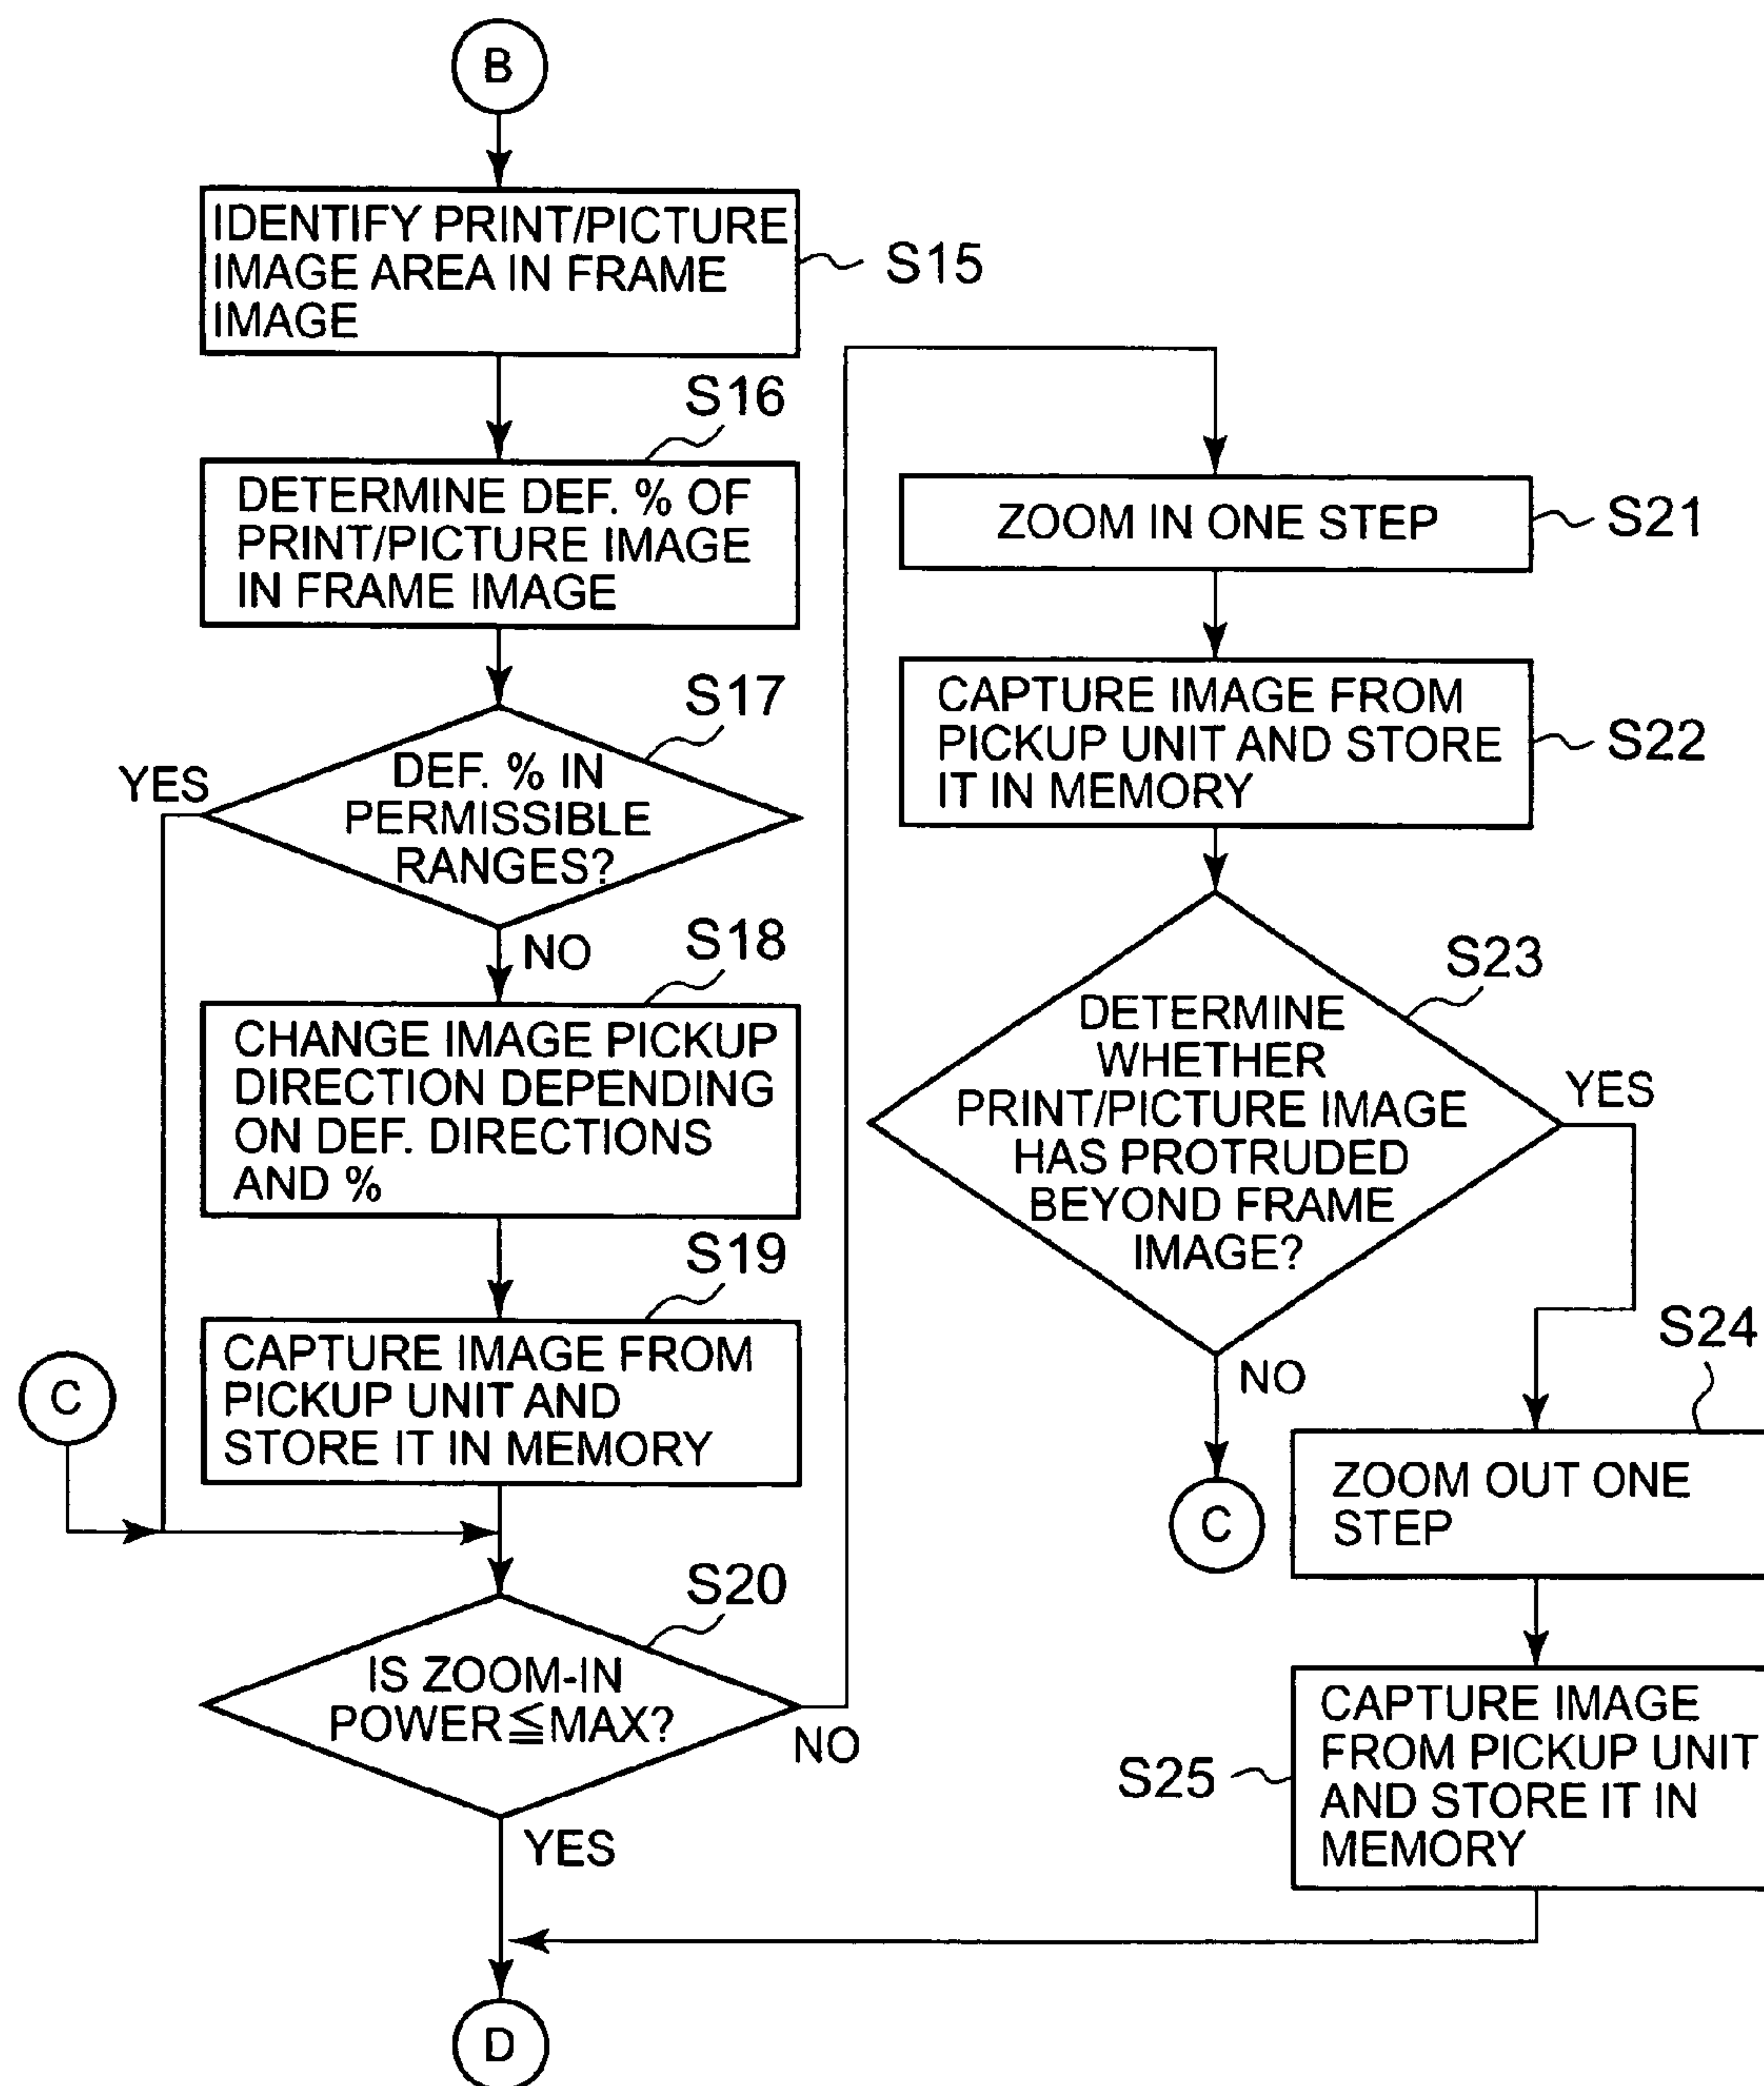 B
IDENTIFY PRINT/PICTURE
IMAGE AREA IN FRAME
IMAGE
S15
S16
DETERMINE DEF. % OF
PRINT/PICTURE IMAGE
IN FRAME IMAGE
S17
DEF. % IN
PERMISSIBLE
RANGES?
YES
NO
S18
CHANGE IMAGE PICKUP
DIRECTION DEPENDING
ON DEF. DIRECTIONS
AND %
S19
CAPTURE IMAGE FROM
PICKUP UNIT AND
STORE IT IN MEMORY
C
S20
IS ZOOM-IN
POWER≦MAX?
NO
YES
D
ZOOM IN ONE STEP
S21
CAPTURE IMAGE FROM
PICKUP UNIT AND STORE
IT IN MEMORY
S22
S23
DETERMINE
WHETHER
PRINT/PICTURE IMAGE
HAS PROTRUDED
BEYOND FRAME
IMAGE?
YES
NO
C
S24
ZOOM OUT ONE
STEP
S25
CAPTURE IMAGE
FROM PICKUP UNIT
AND STORE IT IN
MEMORY